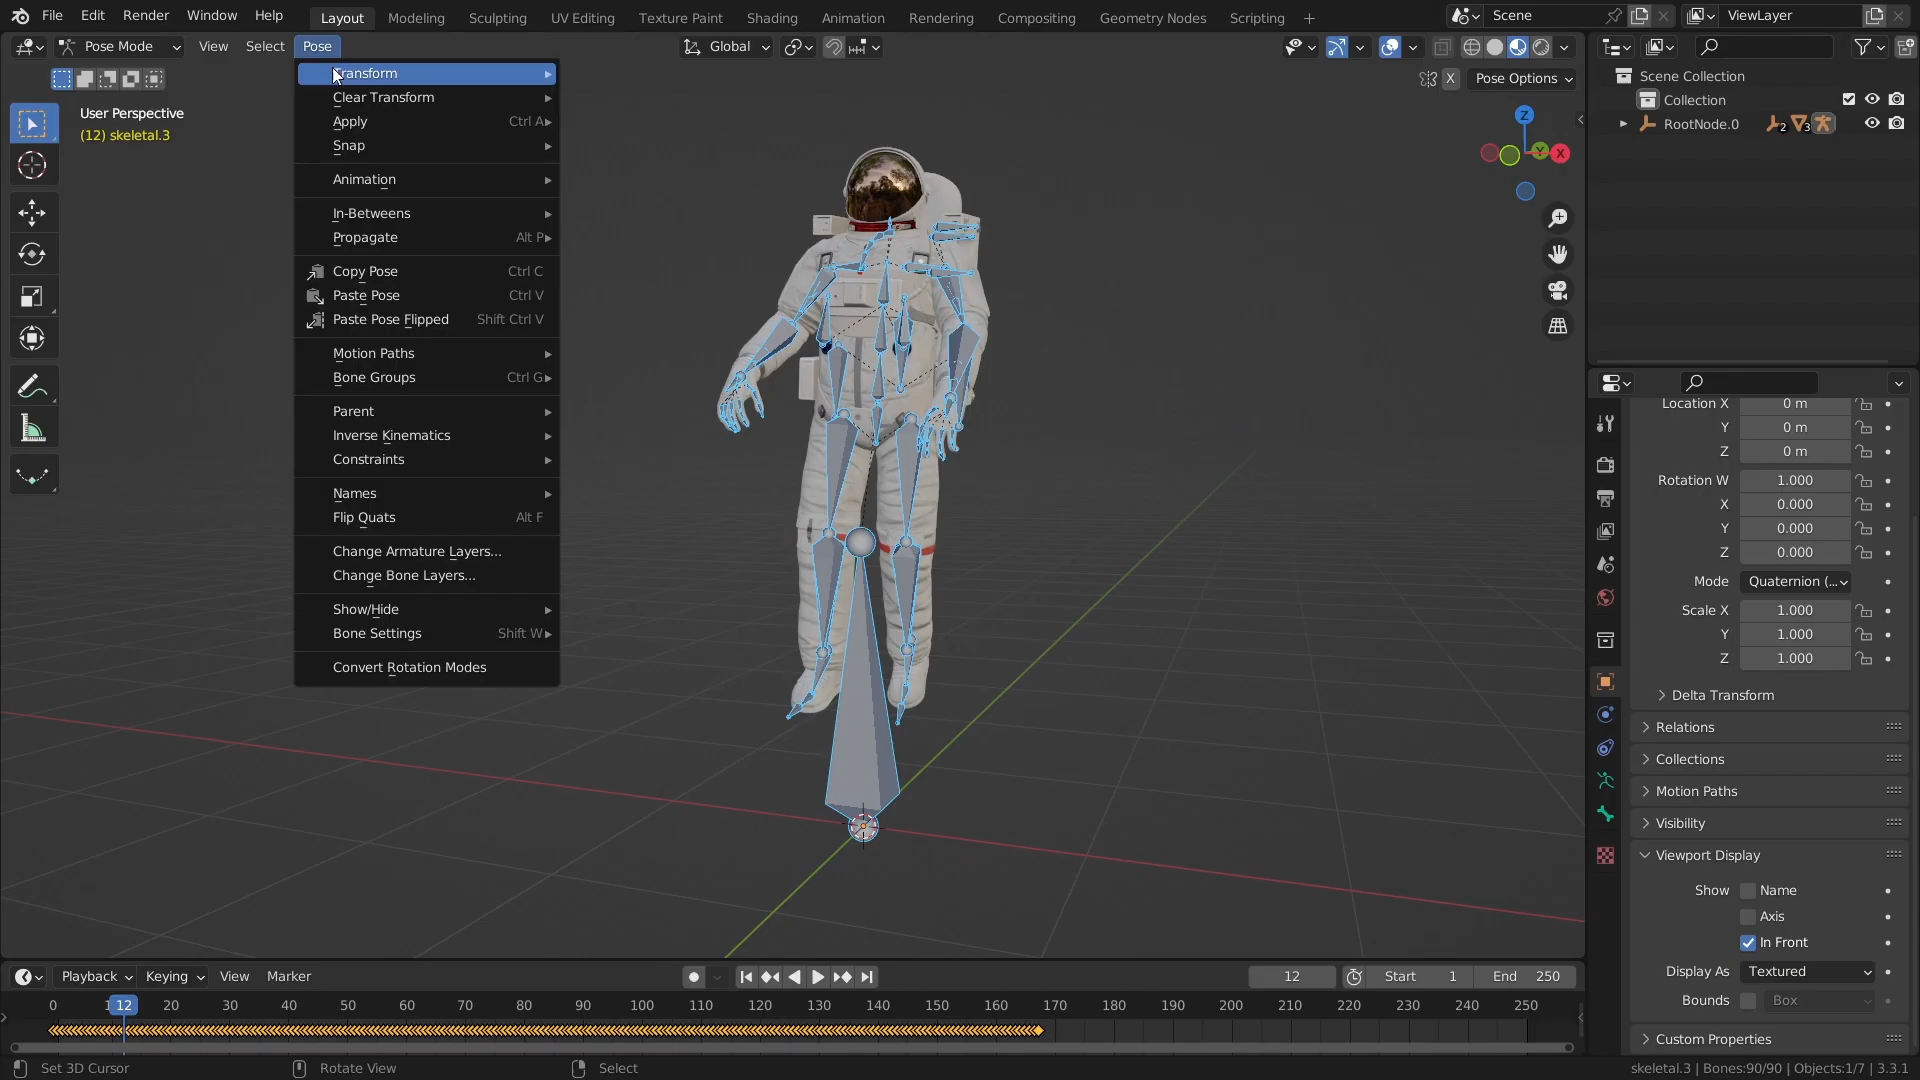 File Edit Render Window Help Layout Modeling Sculpting UV Editing Texture Paint Shading Animation Rendering Compositing Geometry Nodes Scripting + Scene ViewLayer
Pose Mode View Select Pose Global
X Pose Options
User Perspective
(12) skeletal.3
Transform
Clear Transform
Apply Ctrl A
Snap
Animation
In-Betweens
Propagate Alt P
Copy Pose Ctrl C
Paste Pose Ctrl V
Paste Pose Flipped Shift Ctrl V
Motion Paths
Bone Groups Ctrl G
Parent
Inverse Kinematics
Constraints
Names
Flip Quats Alt F
Change Armature Layers...
Change Bone Layers...
Show/Hide
Bone Settings Shift W
Convert Rotation Modes
Z
Y
X
Scene Collection
Collection
RootNode.0 2 3
Location X 0 m
Y 0 m
Z 0 m
Rotation W 1.000
X 0.000
Y 0.000
Z 0.000
Mode Quaternion (...
Scale X 1.000
Y 1.000
Z 1.000
Delta Transform
Relations
Collections
Motion Paths
Visibility
Viewport Display
Show Name
Axis
In Front
Display As Textured
Bounds Box
Custom Properties
Playback Keying View Marker 12 Start 1 End 250
0 12 20 30 40 50 60 70 80 90 100 110 120 130 140 150 160 170 180 190 200 210 220 230 240 250
Set 3D Cursor Rotate View Select skeletal.3 | Bones:90/90 | Objects:1/7 | 3.3.1